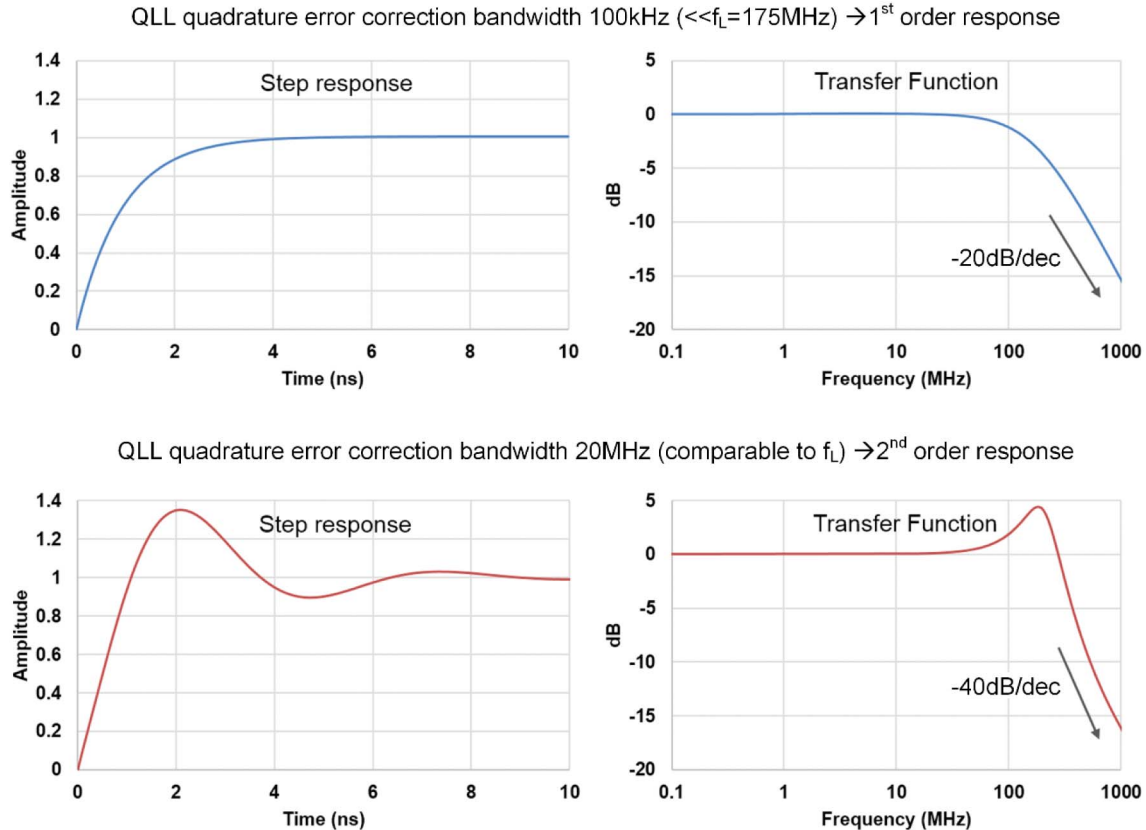 QLL quadrature error correction bandwidth 100kHz (<<f_L=175MHz) →1st order response
Step response
Amplitude
1.4
1.2
1
0.8
0.6
0.4
0.2
0
0 2 4 6 8 10
Time (ns)
Transfer Function
dB
5
0
-5
-10
-15
-20
-20dB/dec
0.1 1 10 100 1000
Frequency (MHz)
QLL quadrature error correction bandwidth 20MHz (comparable to f_L) →2nd order response
Step response
Amplitude
1.4
1.2
1
0.8
0.6
0.4
0.2
0
0 2 4 6 8 10
Time (ns)
Transfer Function
dB
5
0
-5
-10
-15
-20
-40dB/dec
0.1 1 10 100 1000
Frequency (MHz)